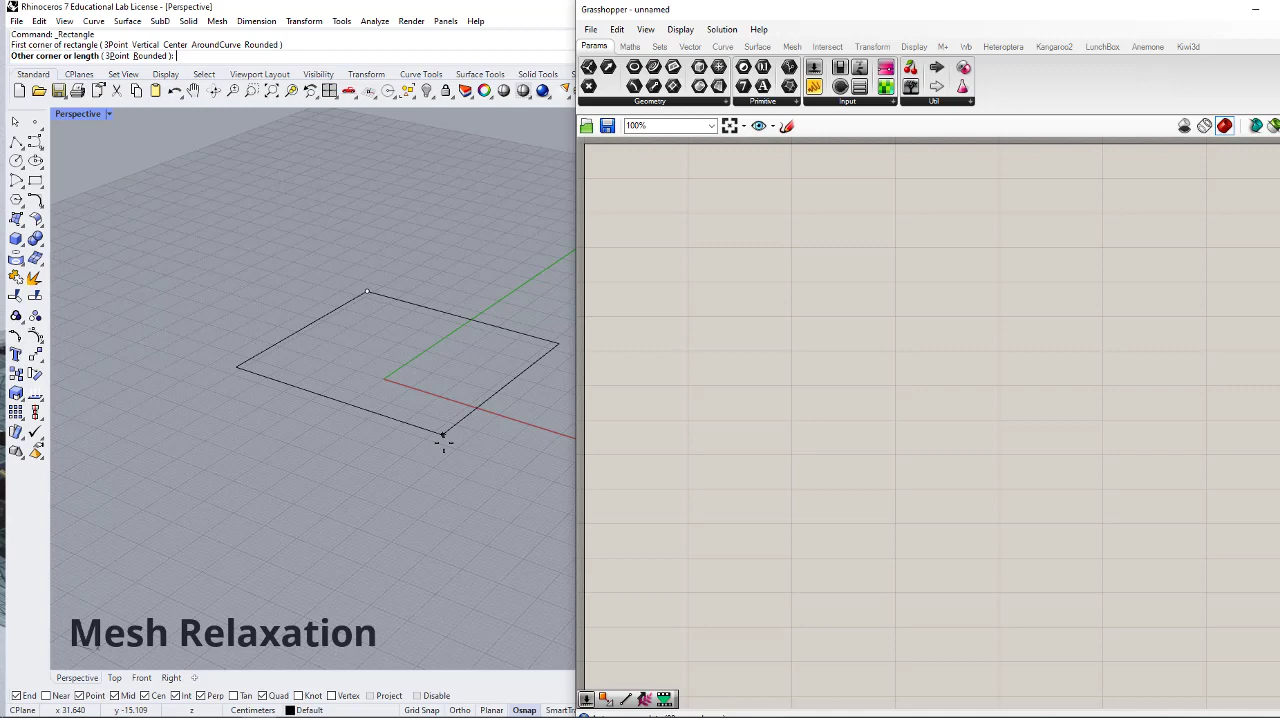 Rhinoceros 7 Educational Lab License - [Perspective]
File Edit View Curve Surface SubD Solid Mesh Dimension Transform Tools Analyze Render Panels Help
Command: _Rectangle
First corner of rectangle ( 3Point Vertical Center AroundCurve Rounded )
Other corner or length ( 3Point Rounded ):
Standard CPlanes Set View Display Select Viewport Layout Visibility Transform Curve Tools Surface Tools Solid Tools
Perspective
Mesh Relaxation
Perspective Top Front Right
End Near Point Mid Cen Int Perp Tan Quad Knot Vertex Project Disable
CPlane x 31.640 y -15.109 z Centimeters Default Grid Snap Ortho Planar Osnap SmartTr
Grasshopper - unnamed
File Edit View Display Solution Help
Params Maths Sets Vector Curve Surface Mesh Intersect Transform Display M+ Wb Heteroptera Kangaroo2 LunchBox Anemone Kiwi3d
Geometry Primitive Input Util
100%